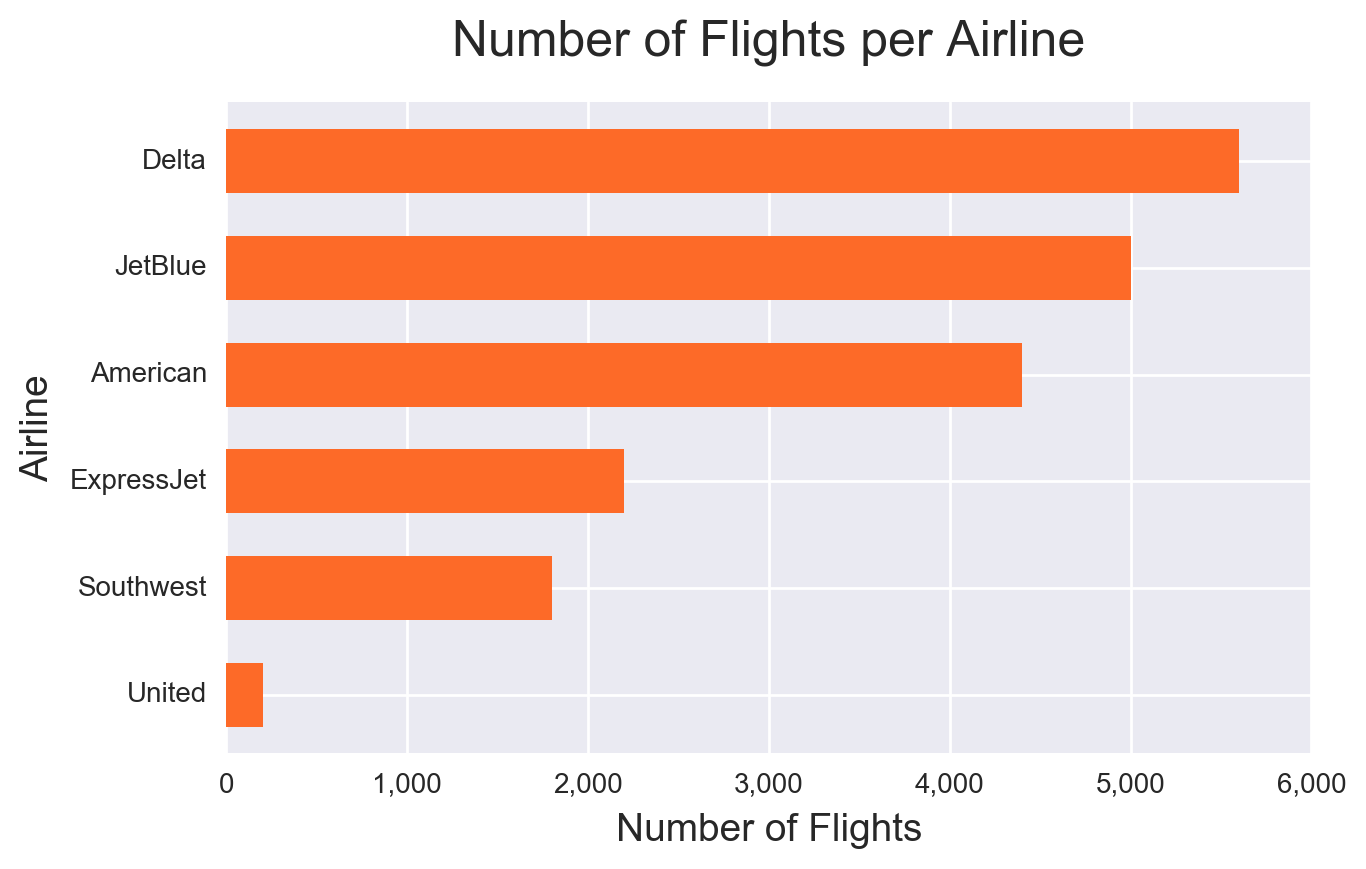 Number of Flights per Airline
Delta
JetBlue
American
ExpressJet
Southwest
United
Airline
0 1,000 2,000 3,000 4,000 5,000 6,000
Number of Flights